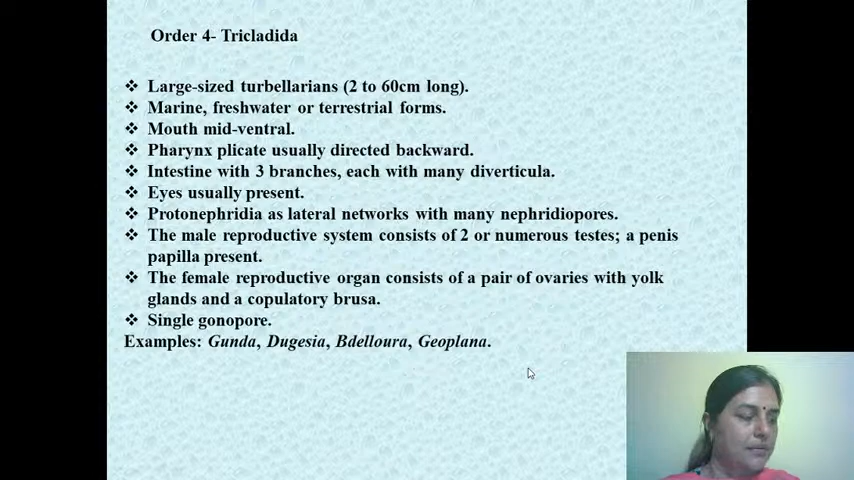 Order 4- Tricladida
❖ Large-sized turbellarians (2 to 60cm long).
❖ Marine, freshwater or terrestrial forms.
❖ Mouth mid-ventral.
❖ Pharynx plicate usually directed backward.
❖ Intestine with 3 branches, each with many diverticula.
❖ Eyes usually present.
❖ Protonephridia as lateral networks with many nephridiopores.
❖ The male reproductive system consists of 2 or numerous testes; a penis
papilla present.
❖ The female reproductive organ consists of a pair of ovaries with yolk
glands and a copulatory brusa.
❖ Single gonopore.
Examples: Gunda, Dugesia, Bdelloura, Geoplana.